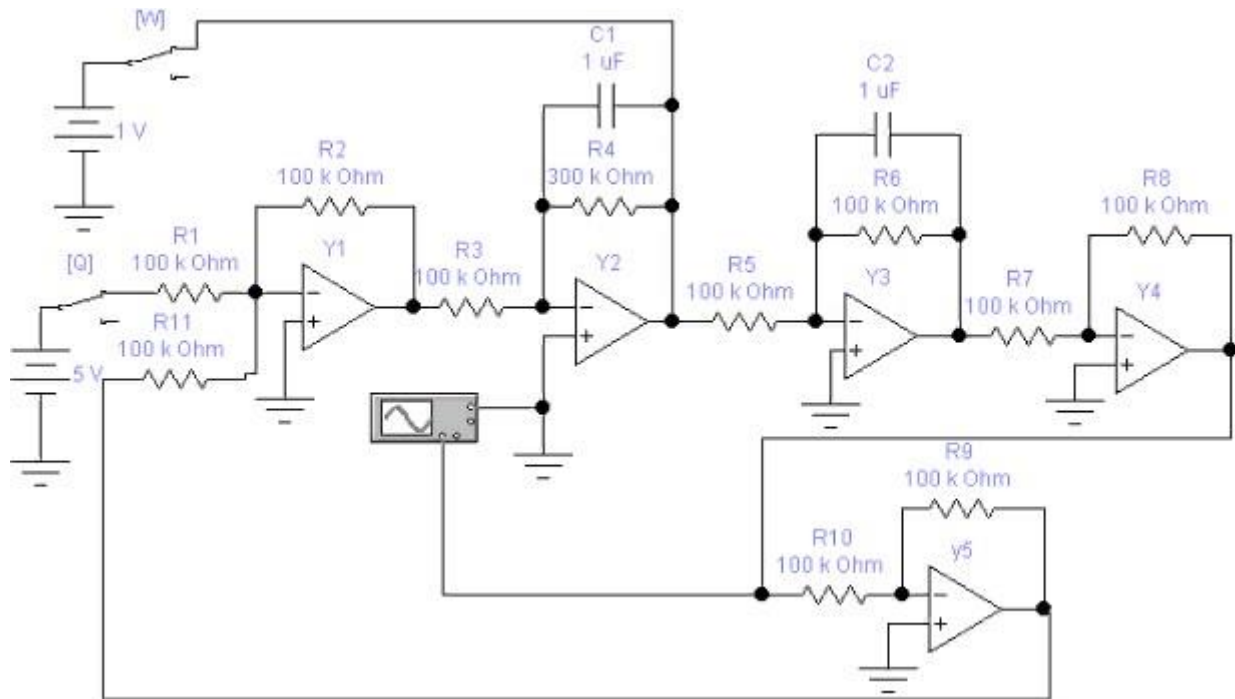 [W]
C1
1 uF
C2
1 uF
1 V
R2
100 k Ohm
R4
300 k Ohm
R6
100 k Ohm
R8
100 k Ohm
[Q]
R1
100 k Ohm
Y1
R3
100 k Ohm
Y2
R5
100 k Ohm
Y3
R7
100 k Ohm
Y4
R11
100 k Ohm
5 V
R9
100 k Ohm
R10
100 k Ohm
y5